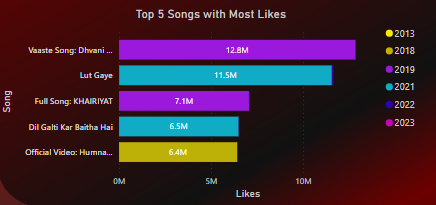 Top 5 Songs with Most Likes
Vaaste Song: Dhvani ...
12.8M
Lut Gaye
11.5M
Full Song: KHAIRIYAT
7.1M
Dil Galti Kar Baitha Hai
6.5M
Official Video: Humna...
6.4M
Song
0M
5M
10M
Likes
2013
2018
2019
2021
2022
2023